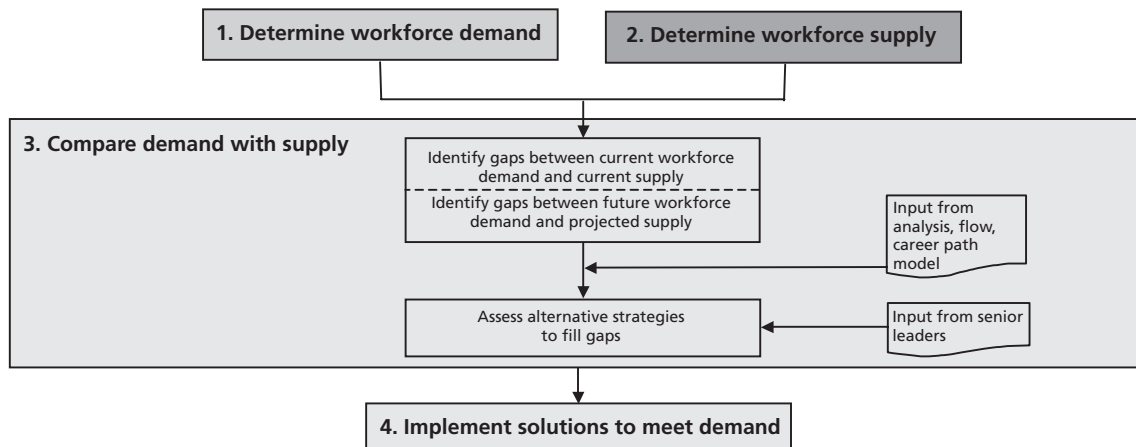 1. Determine workforce demand
2. Determine workforce supply
3. Compare demand with supply
Identify gaps between current workforce
demand and current supply
Identify gaps between future workforce
demand and projected supply
Input from
analysis, flow,
career path
model
Assess alternative strategies
to fill gaps
Input from senior
leaders
4. Implement solutions to meet demand